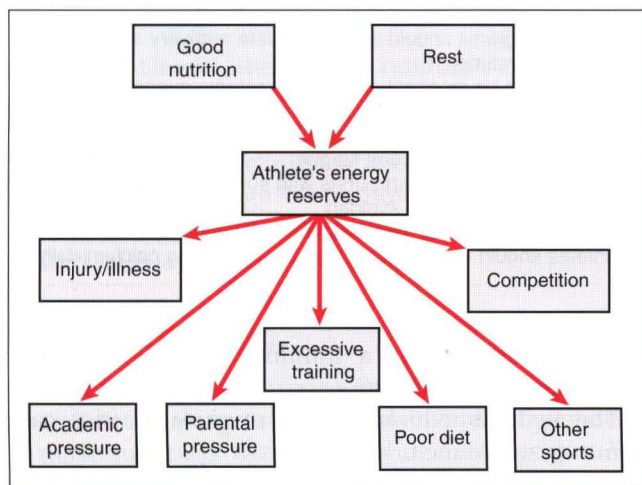 Good
nutrition
Rest
Athlete's energy
reserves
Injury/illness
Competition
Excessive
training
Academic
pressure
Parental
pressure
Poor diet
Other
sports